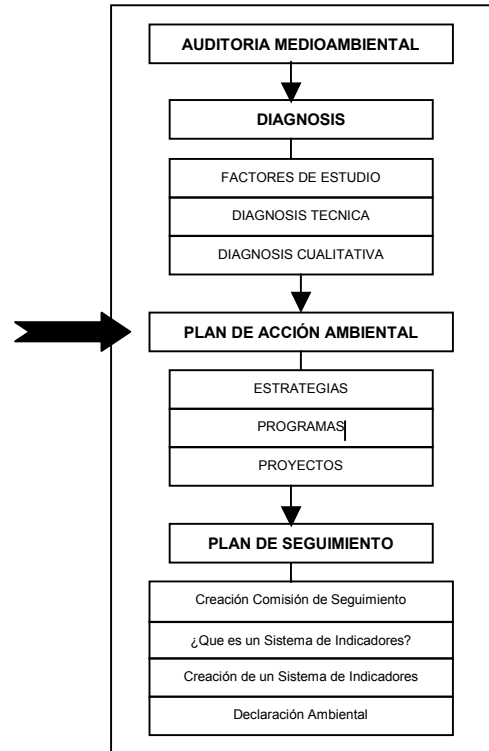 AUDITORIA MEDIOAMBIENTAL
DIAGNOSIS
FACTORES DE ESTUDIO
DIAGNOSIS TECNICA
DIAGNOSIS CUALITATIVA
PLAN DE ACCIÓN AMBIENTAL
ESTRATEGIAS
PROGRAMAS
PROYECTOS
PLAN DE SEGUIMIENTO
Creación Comisión de Seguimiento
¿Que es un Sistema de Indicadores?
Creación de un Sistema de Indicadores
Declaración Ambiental